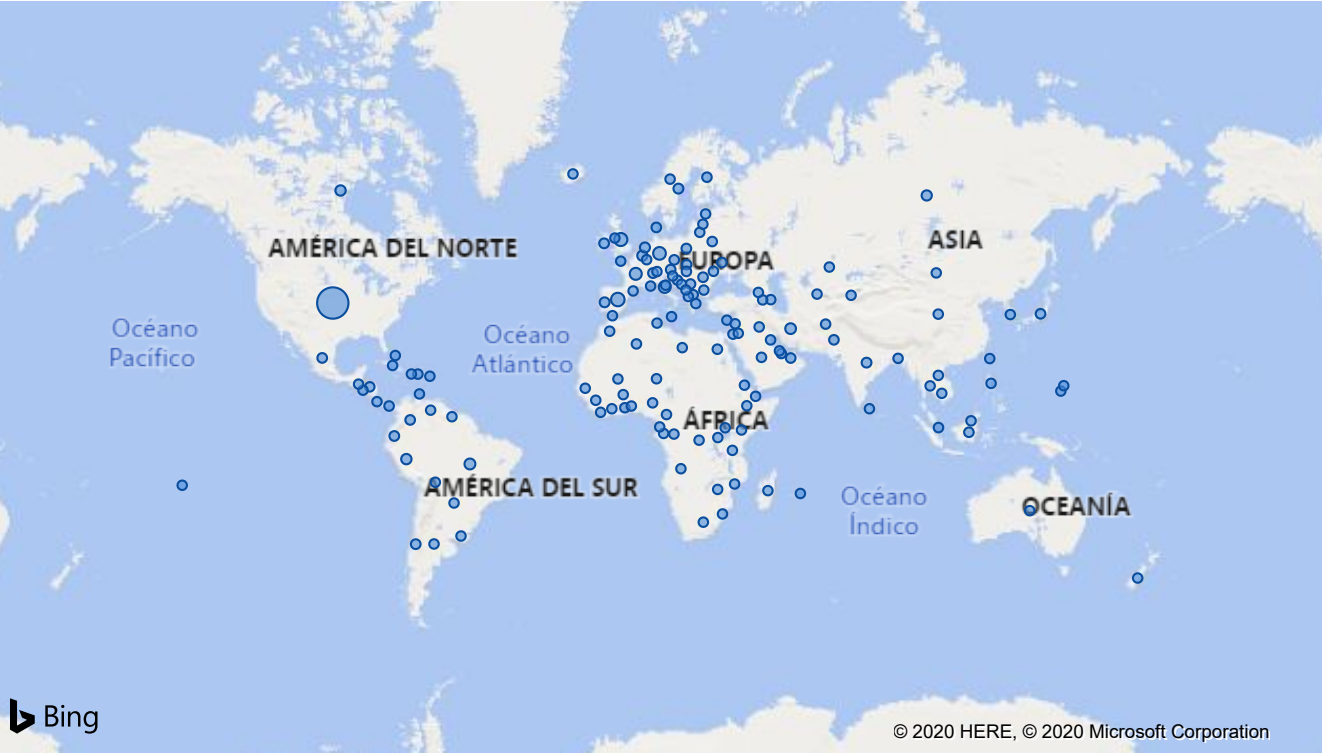 AMÉRICA DEL NORTE
EUROPA
ASIA
Océano
Pacífico
Océano
Atlántico
ÁFRICA
AMÉRICA DEL SUR
Océano
Índico
OCEANÍA
Bing
© 2020 HERE, © 2020 Microsoft Corporation